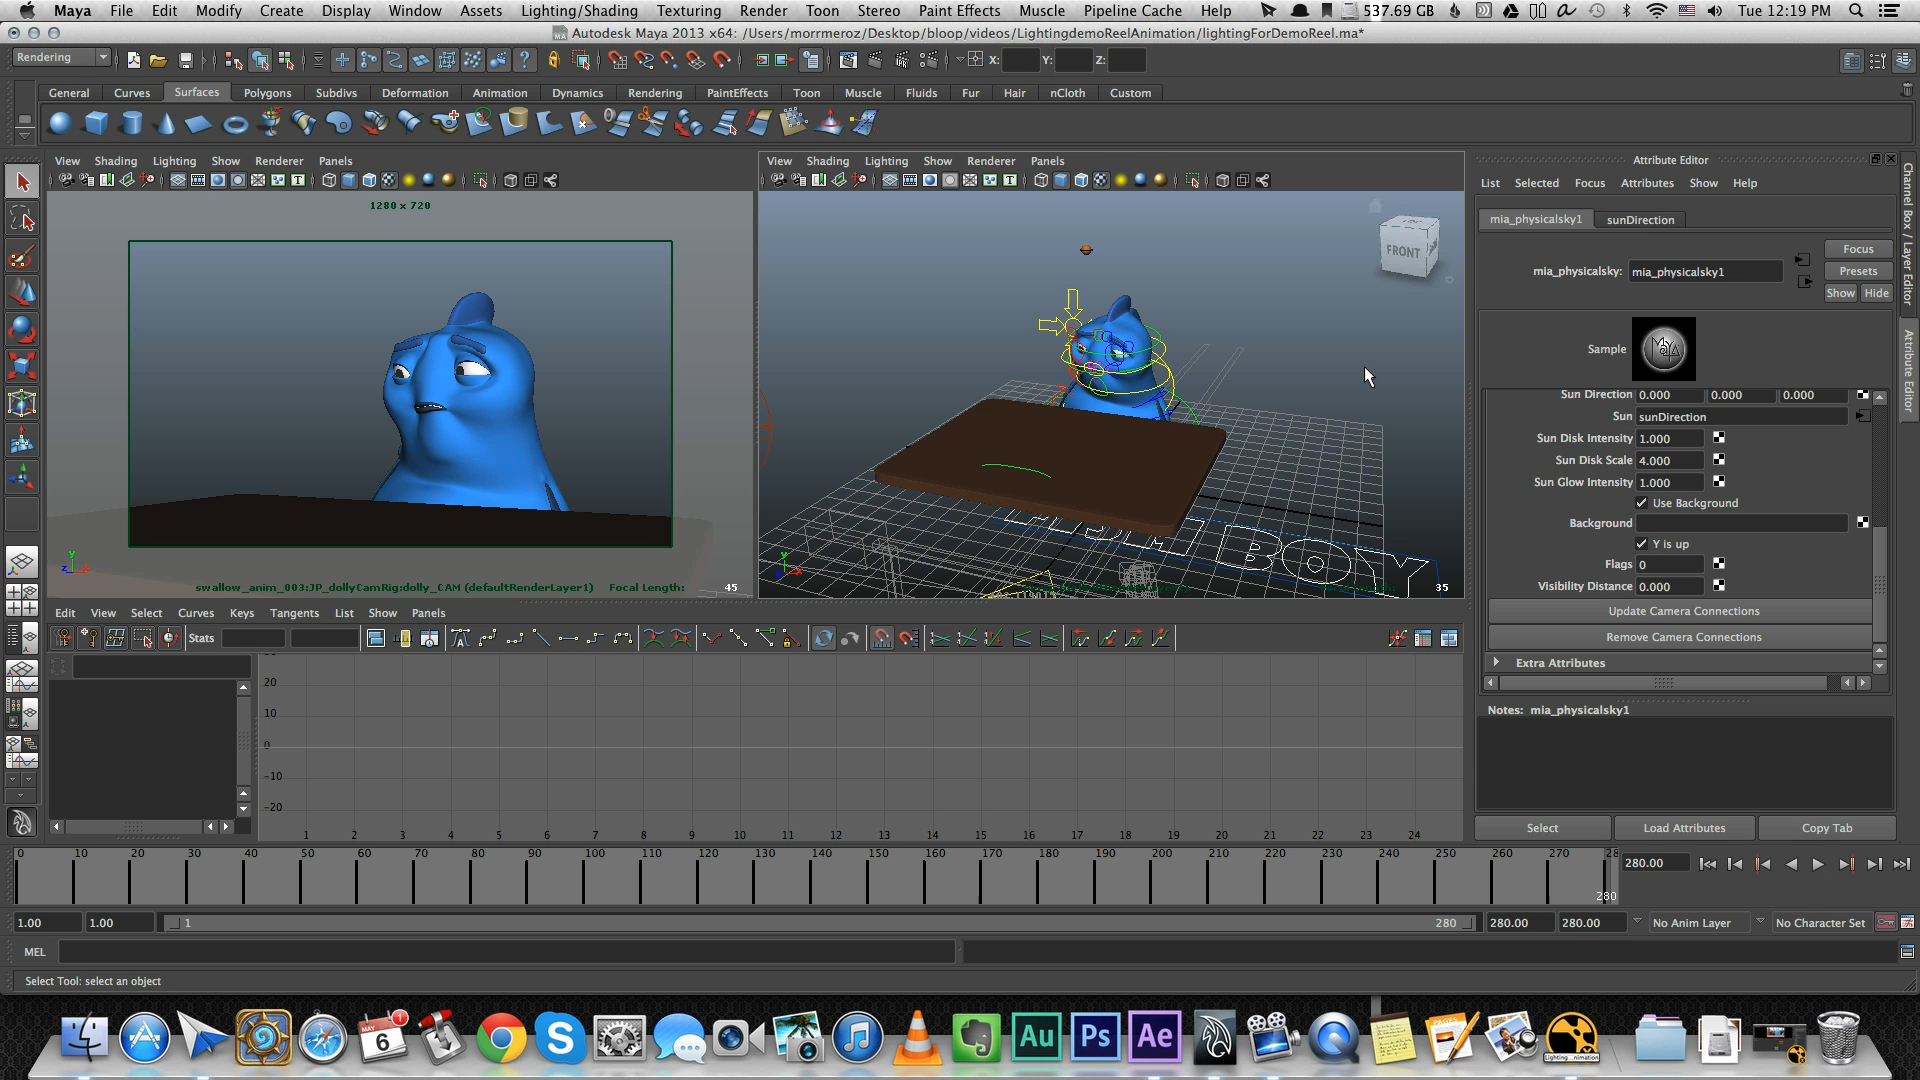 Maya File Edit Modify Create Display Window Assets Lighting/Shading Texturing Render Toon Stereo Paint Effects Muscle Pipeline Cache Help 537.69 GB Tue 12:19 PM
Autodesk Maya 2013 x64: /Users/morrmeroz/Desktop/bloop/videos/LightingdemoReelAnimation/lightingForDemoReel.ma*
Rendering X: Y: Z:
General Curves Surfaces Polygons Subdivs Deformation Animation Dynamics Rendering PaintEffects Toon Muscle Fluids Fur Hair nCloth Custom
View Shading Lighting Show Renderer Panels
1280 x 720
swallow_anim_003:JP_dollyCamRig:dolly_CAM (defaultRenderLayer1) Focal Length: 45
View Shading Lighting Show Renderer Panels
FRONT
BOY
35
Attribute Editor
List Selected Focus Attributes Show Help
mia_physicalsky1 sunDirection
Focus
mia_physicalsky: mia_physicalsky1
Presets
Show Hide
Sample
MAYA
Sun Direction 0.000 0.000 0.000
Sun sunDirection
Sun Disk Intensity 1.000
Sun Disk Scale 4.000
Sun Glow Intensity 1.000
Use Background
Background
Y is up
Flags 0
Visibility Distance 0.000
Update Camera Connections
Remove Camera Connections
Extra Attributes
Notes: mia_physicalsky1
Select Load Attributes Copy Tab
Channel Box / Layer Editor
Attribute Editor
Edit View Select Curves Keys Tangents List Show Panels
Stats
20
10
0
-10
-20
1 2 3 4 5 6 7 8 9 10 11 12 13 14 15 16 17 18 19 20 21 22 23 24
0 10 20 30 40 50 60 70 80 90 100 110 120 130 140 150 160 170 180 190 200 210 220 230 240 250 260 270 28
280
280.00
1.00 1.00 1 280 280.00 280.00 No Anim Layer No Character Set
MEL
Select Tool: select an object
MAY
6
1
Au Ps Ae
PAGES